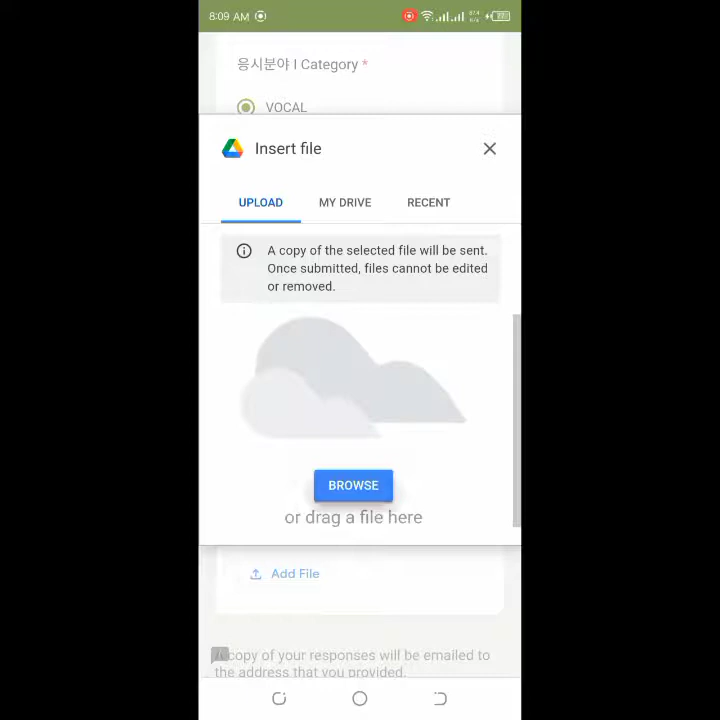 8:09 AM
응시분야 I Category *
VOCAL
Insert file
UPLOAD MY DRIVE RECENT
A copy of the selected file will be sent.
Once submitted, files cannot be edited
or removed.
BROWSE
or drag a file here
Add File
copy of your responses will be emailed to
the address that you provided.